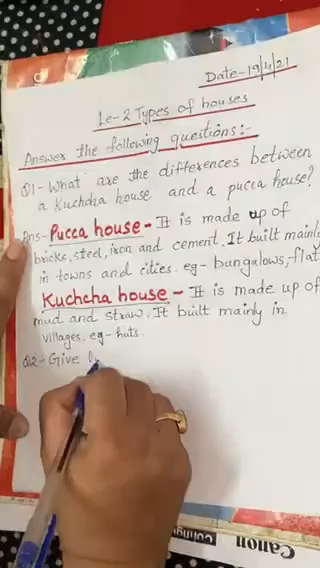 Date-19/4/21
Le-2 Types of houses
Answer the following questions:-
Q1-What are the differences between
a Kuchcha house and a pucca house?
Ans-Pucca house-It is made up of
bricks, steel, iron and cement. It built mainl
in towns and cities. eg- bungalows, flat
Kuchcha house - It is made up of
mud and straw. It built mainly in
villages. eg- huts.
Q2-Give
Canon